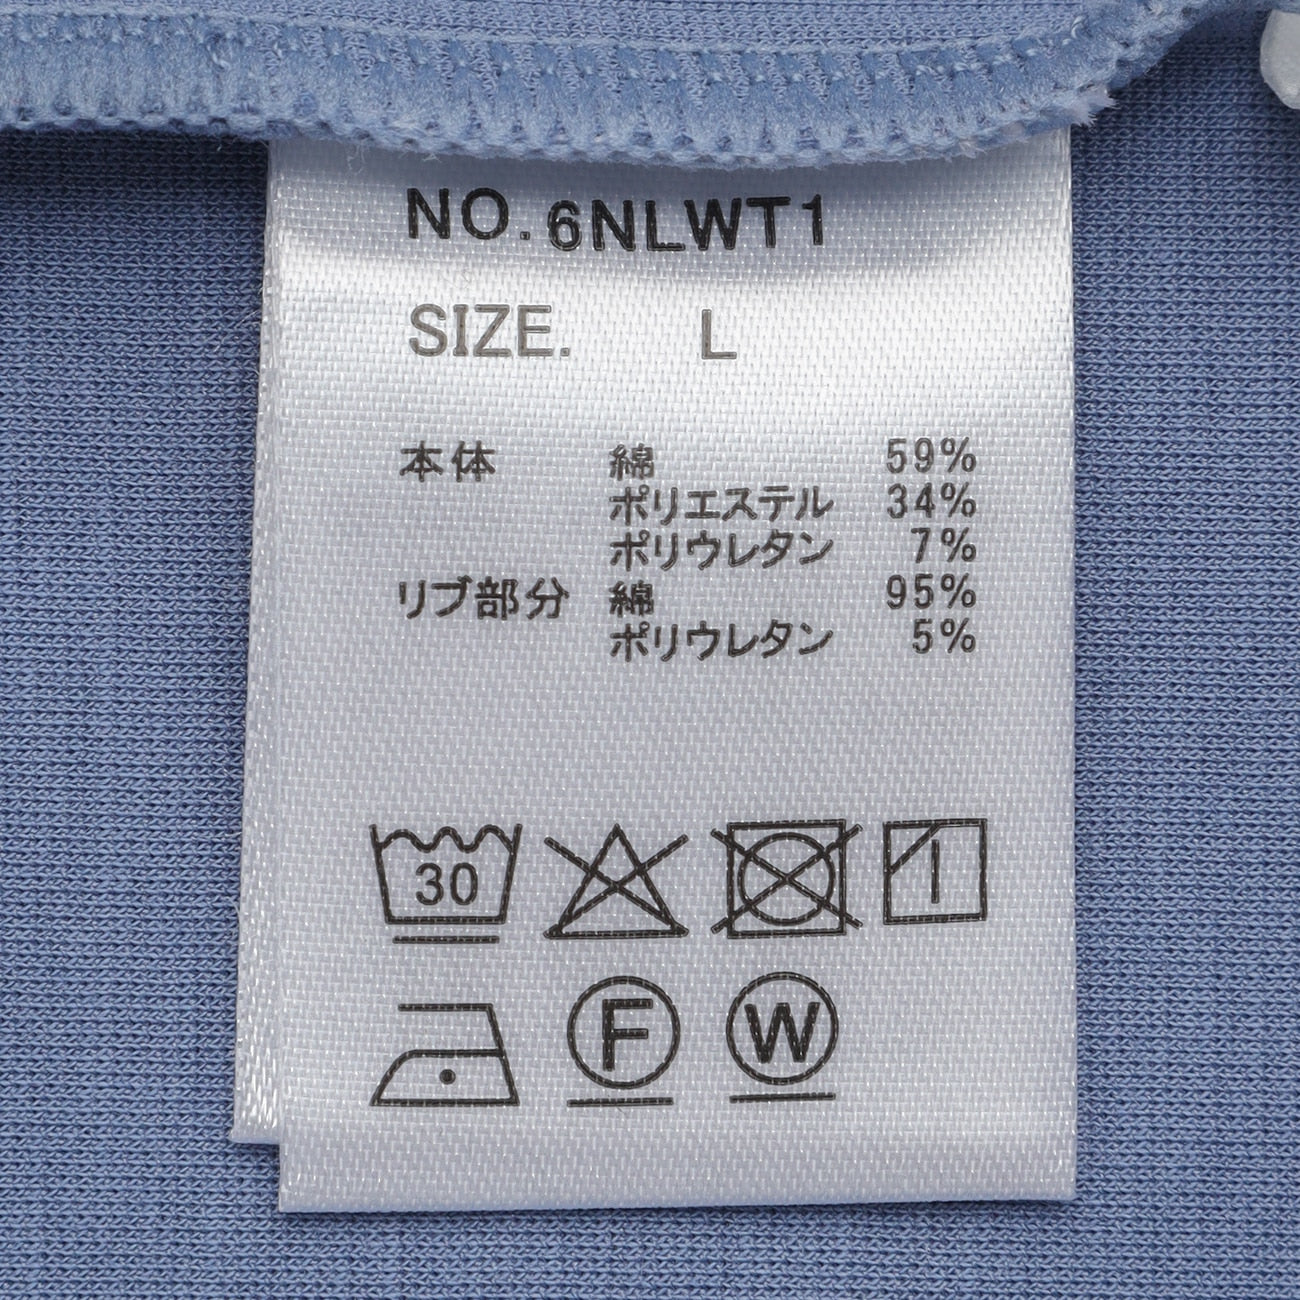 NO. 6NLWT1
SIZE. L
本体 綿 59%
ポリエステル 34%
ポリウレタン 7%
リブ部分 綿 95%
ポリウレタン 5%
30
F W